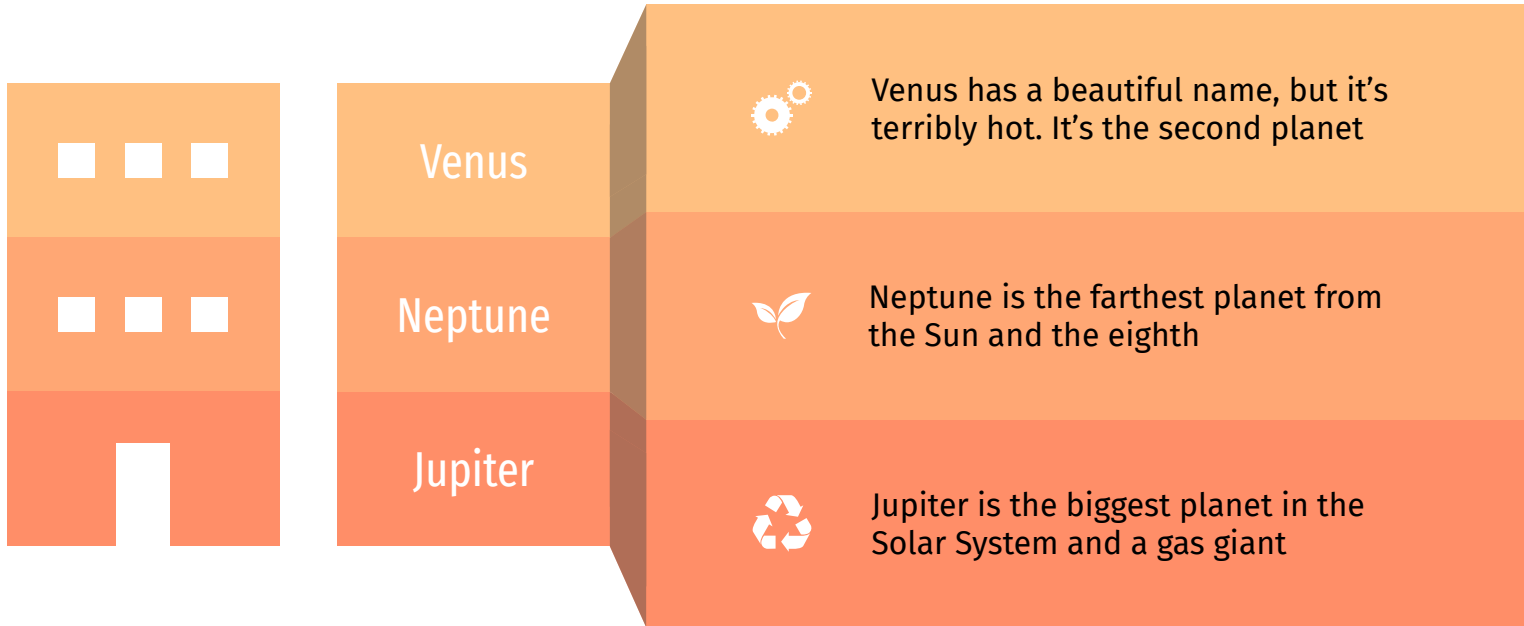 Venus
Venus has a beautiful name, but it’s
terribly hot. It’s the second planet
Neptune
Neptune is the farthest planet from
the Sun and the eighth
Jupiter
Jupiter is the biggest planet in the
Solar System and a gas giant